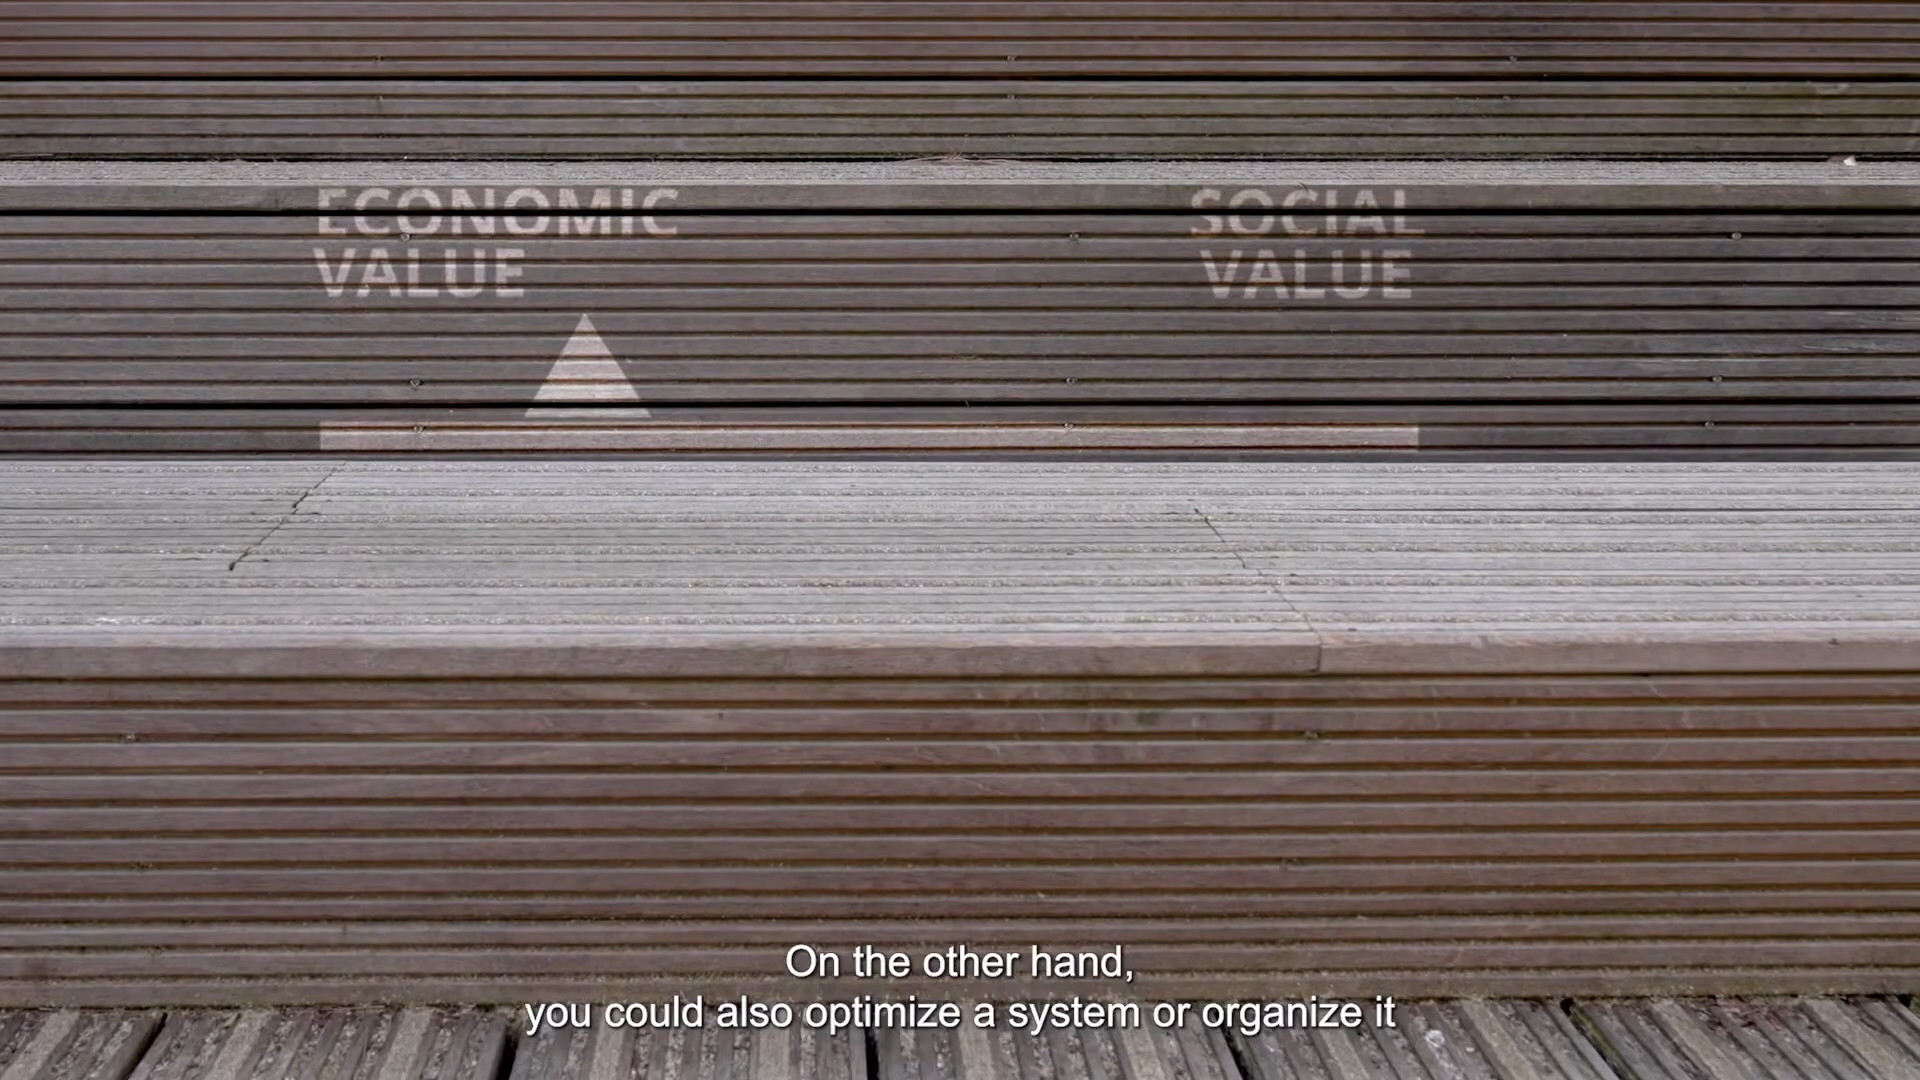 ECONOMIC
VALUE
SOCIAL
VALUE
On the other hand,
you could also optimize a system or organize it